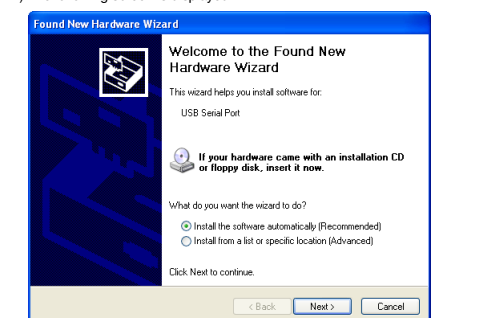 Found New Hardware Wizard
Welcome to the Found New
Hardware Wizard
This wizard helps you install software for:
USB Serial Port
If your hardware came with an installation CD
or floppy disk, insert it now.
What do you want the wizard to do?
Install the software automatically (Recommended)
Install from a list or specific location (Advanced)
Click Next to continue.
< Back Next > Cancel